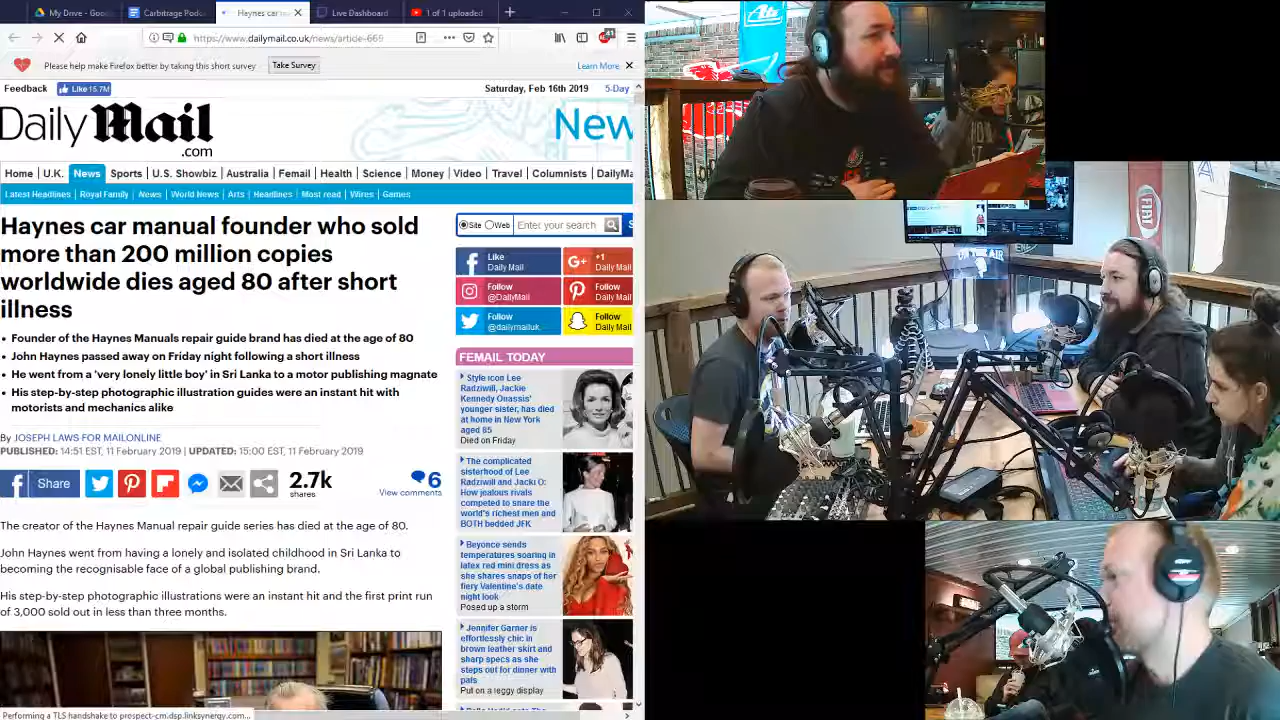 My Drive - Goo
Carbitrage Podc
Haynes car ma
Live Dashboard
1 of 1 uploaded
https://www.dailymail.co.uk/news/article-669
41
Please help make Firefox better by taking this short survey
Take Survey
Learn More
Feedback
Like 15.7M
Saturday, Feb 16th 2019
5-Day
Daily Mail
.com
New
Home
U.K.
News
Sports
U.S. Showbiz
Australia
Femail
Health
Science
Money
Video
Travel
Columnists
DailyMa
Latest Headlines
Royal Family
News
World News
Arts
Headlines
Most read
Wires
Games
Haynes car manual founder who sold
more than 200 million copies
worldwide dies aged 80 after short
illness
• Founder of the Haynes Manuals repair guide brand has died at the age of 80
• John Haynes passed away on Friday night following a short illness
• He went from a 'very lonely little boy' in Sri Lanka to a motor publishing magnate
• His step-by-step photographic illustration guides were an instant hit with
motorists and mechanics alike
By JOSEPH LAWS FOR MAILONLINE
PUBLISHED: 14:51 EST, 11 February 2019 | UPDATED: 15:00 EST, 11 February 2019
Share
2.7k
shares
6
View comments
The creator of the Haynes Manual repair guide series has died at the age of 80.
John Haynes went from having a lonely and isolated childhood in Sri Lanka to
becoming the recognisable face of a global publishing brand.
His step-by-step photographic illustrations were an instant hit and the first print run
of 3,000 sold out in less than three months.
Site
Web
Enter your search
S
Like
Daily Mail
G+
+1
Daily Mail
Follow
@DailyMail
Follow
Daily Mail
Follow
@dailymailuk
Follow
Daily Mail
FEMAIL TODAY
Style icon Lee
Radziwill, Jackie
Kennedy Onassis'
younger sister, has died
at home in New York
aged 85
Died on Friday
The complicated
sisterhood of Lee
Radziwill and Jacki O:
How jealous rivals
competed to snare the
world's richest men and
BOTH bedded JFK
Beyonce sends
temperatures soaring in
latex red mini dress as
she shares snaps of her
fiery Valentine's date
night look
Posed up a storm
Jennifer Garner is
effortlessly chic in
brown leather skirt and
sharp specs as she
steps out for dinner with
pals
Put on a leggy display
Performing a TLS handshake to prospect-cm.dsp.linksynergy.com...
Ate
FIAT
ON AIR